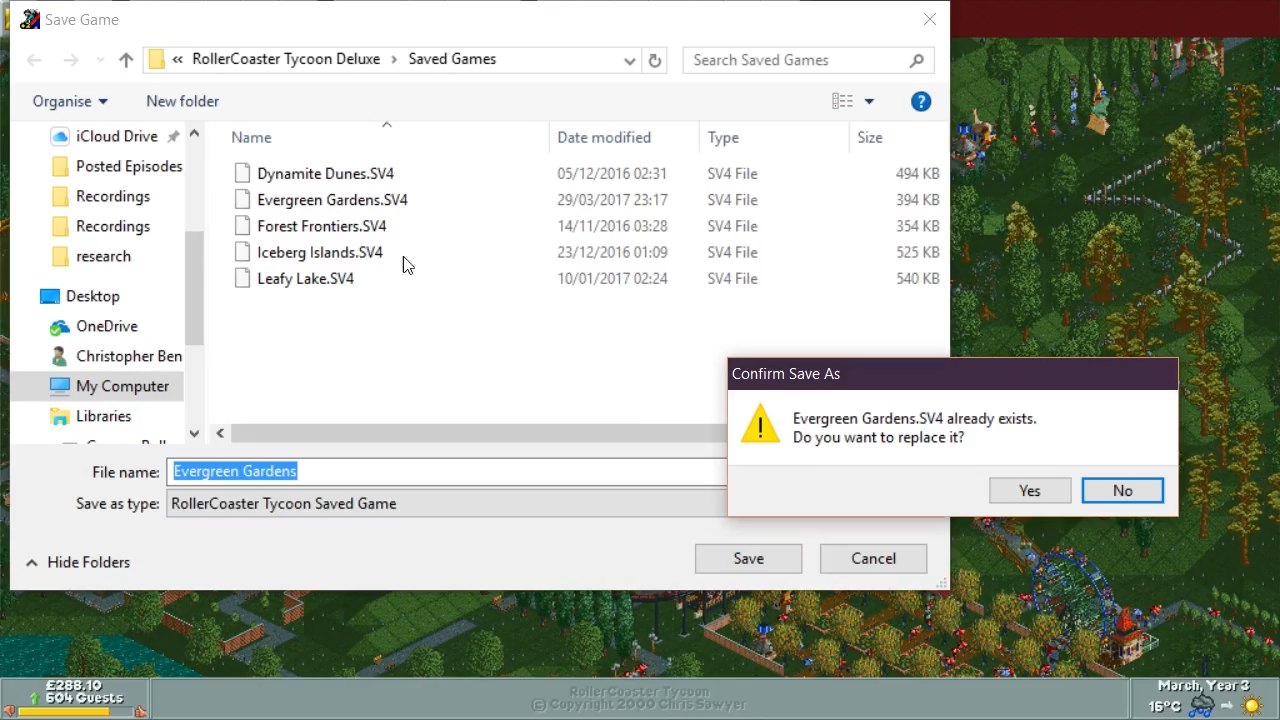 Save Game
« RollerCoaster Tycoon Deluxe › Saved Games
Search Saved Games
Organise
New folder
?
Name
Date modified
Type
Size
iCloud Drive
Posted Episodes
Recordings
Recordings
research
Desktop
OneDrive
Christopher Ben
My Computer
Libraries
Dynamite Dunes.SV4 05/12/2016 02:31 SV4 File 494 KB
Evergreen Gardens.SV4 29/03/2017 23:17 SV4 File 394 KB
Forest Frontiers.SV4 14/11/2016 03:28 SV4 File 354 KB
Iceberg Islands.SV4 23/12/2016 01:09 SV4 File 525 KB
Leafy Lake.SV4 10/01/2017 02:24 SV4 File 540 KB
Confirm Save As
Evergreen Gardens.SV4 already exists.
Do you want to replace it?
Yes
No
File name: Evergreen Gardens
Save as type: RollerCoaster Tycoon Saved Game
Hide Folders
Save
Cancel
£288.10
604 Guests
RollerCoaster Tycoon
© Copyright 2000 Chris Sawyer
March, Year 3
16°C